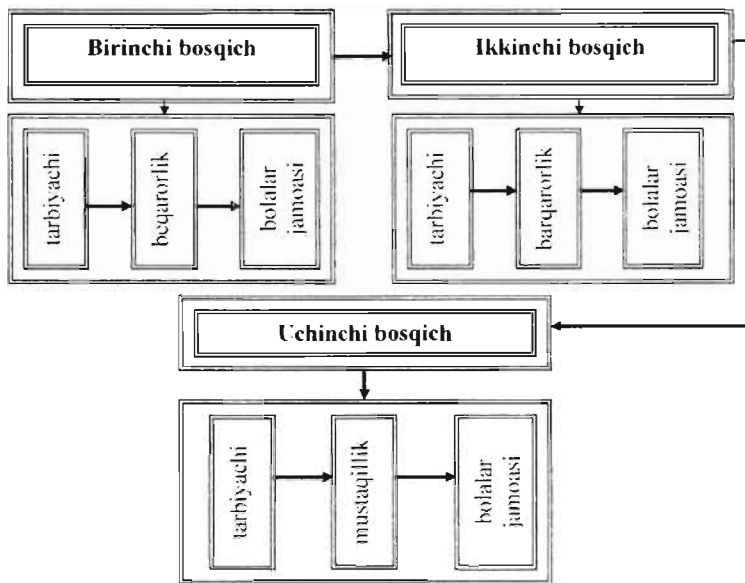 Birinchi bosqich
Ikkinchi bosqich
tarbiyachi
beqarorlik
bolalar
jamoasi
tarbiyachi
barqarorlik
bolalar
jamoasi
Uchinchi bosqich
tarbiyachi
mustaqillik
bolalar
jamoasi